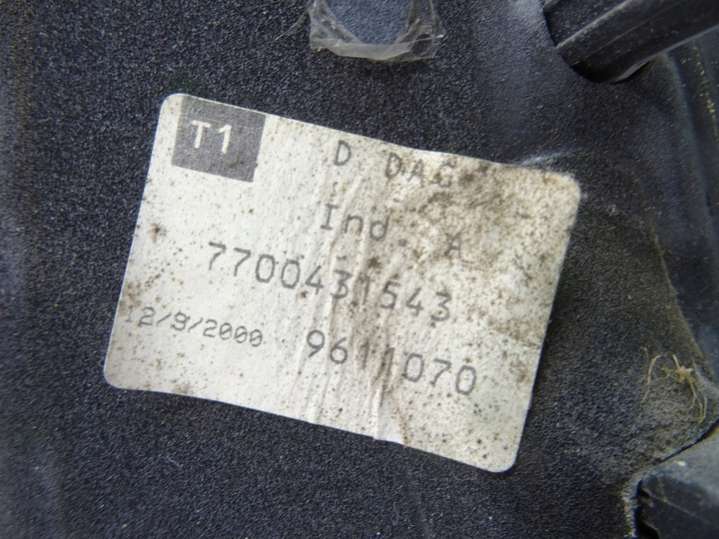 T1
D DAG
Ind. A
7700431543
12/9/2000 9611070